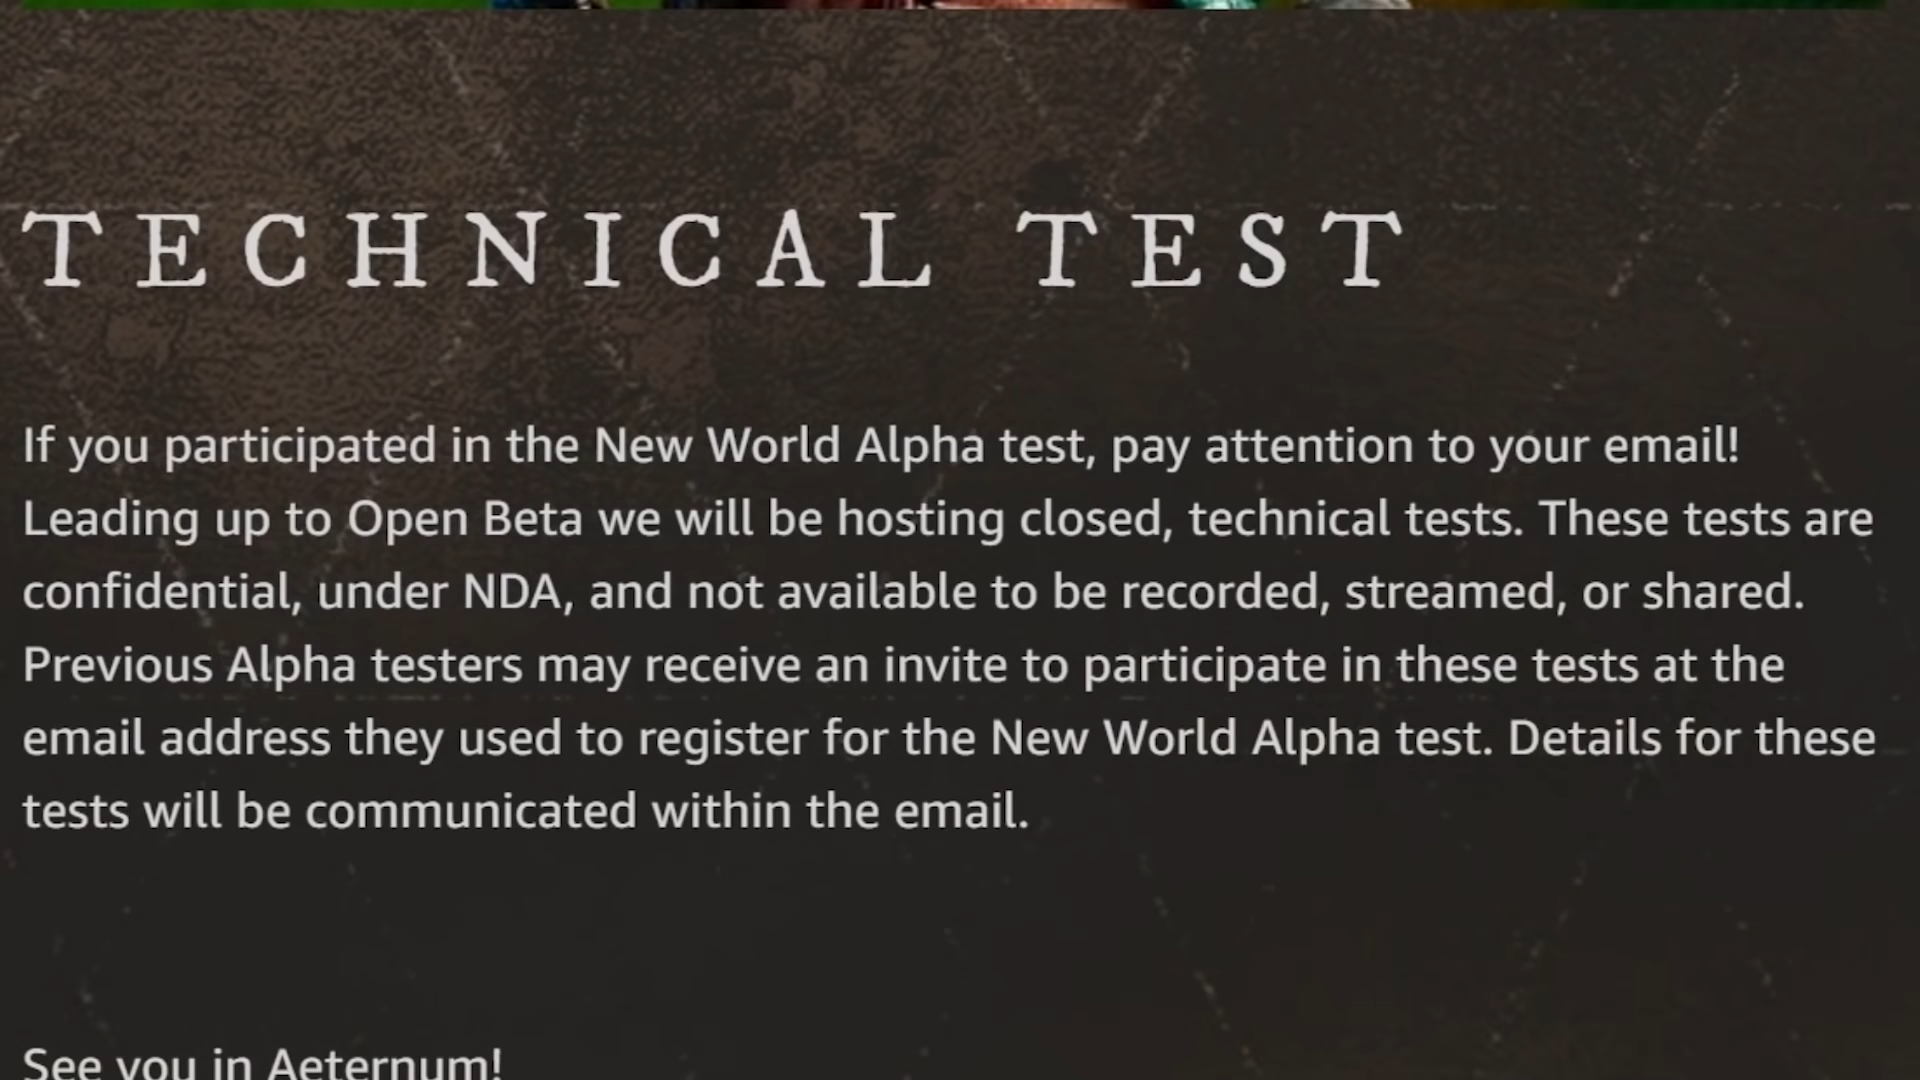 TECHNICAL TEST
If you participated in the New World Alpha test, pay attention to your email!
Leading up to Open Beta we will be hosting closed, technical tests. These tests are
confidential, under NDA, and not available to be recorded, streamed, or shared.
Previous Alpha testers may receive an invite to participate in these tests at the
email address they used to register for the New World Alpha test. Details for these
tests will be communicated within the email.
See you in Aeternum!